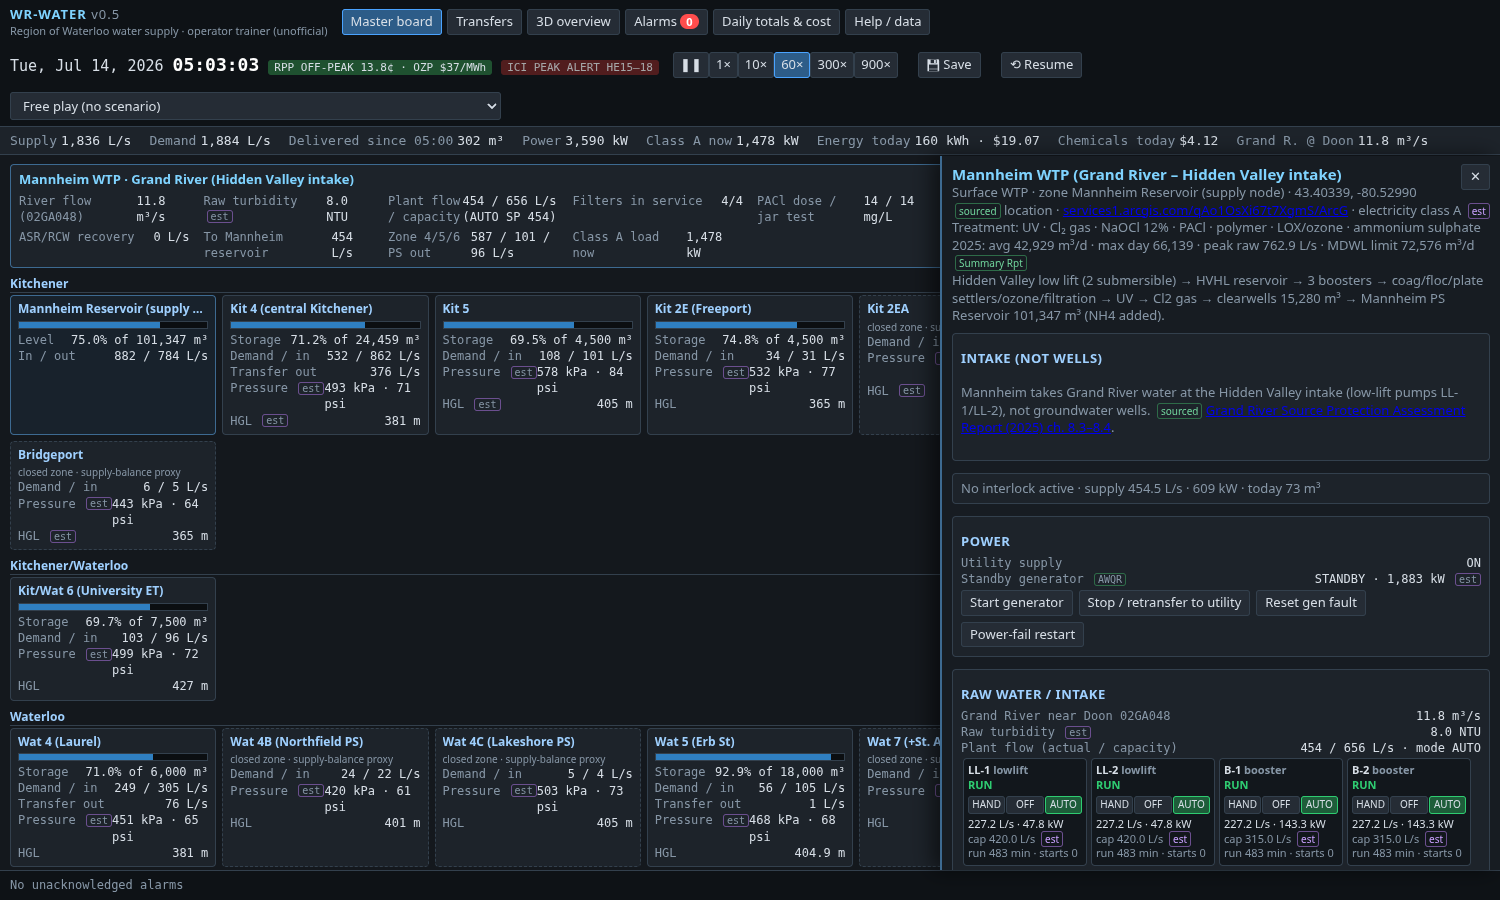 WR-WATER v0.5
Region of Waterloo water supply · operator trainer (unofficial)
Master board
Transfers
3D overview
Alarms 0
Daily totals & cost
Help / data
Tue, Jul 14, 2026 05:03:03 RPP OFF-PEAK 13.8¢ · OZP $37/MWh ICI PEAK ALERT HE15–18
❚❚ 1× 10× 60× 300× 900×
💾 Save
⟲ Resume
Free play (no scenario)
Supply 1,836 L/s Demand 1,884 L/s Delivered since 05:00 302 m³ Power 3,590 kW Class A now 1,478 kW Energy today 160 kWh · $19.07 Chemicals today $4.12 Grand R. @ Doon 11.8 m³/s
Mannheim WTP · Grand River (Hidden Valley intake)
River flow (02GA048) 11.8 m³/s
Raw turbidity est 8.0 NTU
Plant flow / capacity 454 / 656 L/s (AUTO SP 454)
Filters in service 4/4
PACl dose / jar test 14 / 14 mg/L
ASR/RCW recovery 0 L/s
To Mannheim reservoir 454 L/s
Zone 4/5/6 PS out 587 / 101 / 96 L/s
Class A load now 1,478 kW
Kitchener
Mannheim Reservoir (supply ...
Level 75.0% of 101,347 m³
In / out 882 / 784 L/s
Kit 4 (central Kitchener)
Storage 71.2% of 24,459 m³
Demand / in 532 / 862 L/s
Transfer out 376 L/s
Pressure est 493 kPa · 71 psi
HGL est 381 m
Kit 5
Storage 69.5% of 4,500 m³
Demand / in 108 / 101 L/s
Pressure est 578 kPa · 84 psi
HGL est 405 m
Kit 2E (Freeport)
Storage 74.8% of 4,500 m³
Demand / in 34 / 31 L/s
Pressure est 532 kPa · 77 psi
HGL 365 m
Kit 2EA
closed zone · su
Demand / i
Pressure
HGL est
Bridgeport
closed zone · supply-balance proxy
Demand / in 6 / 5 L/s
Pressure est 443 kPa · 64 psi
HGL est 365 m
Kitchener/Waterloo
Kit/Wat 6 (University ET)
Storage 69.7% of 7,500 m³
Demand / in 103 / 96 L/s
Pressure est 499 kPa · 72 psi
HGL 427 m
Waterloo
Wat 4 (Laurel)
Storage 71.0% of 6,000 m³
Demand / in 249 / 305 L/s
Transfer out 76 L/s
Pressure est 451 kPa · 65 psi
HGL 381 m
Wat 4B (Northfield PS)
closed zone · supply-balance proxy
Demand / in 24 / 22 L/s
Pressure est 420 kPa · 61 psi
HGL 401 m
Wat 4C (Lakeshore PS)
closed zone · supply-balance proxy
Demand / in 5 / 4 L/s
Pressure est 503 kPa · 73 psi
HGL 405 m
Wat 5 (Erb St)
Storage 92.9% of 18,000 m³
Demand / in 56 / 105 L/s
Transfer out 1 L/s
Pressure est 468 kPa · 68 psi
HGL 404.9 m
Wat 7 (+St. A
closed zone · su
Demand / i
Pressure
HGL
Mannheim WTP (Grand River – Hidden Valley intake)
✕
Surface WTP · zone Mannheim Reservoir (supply node) · 43.40339, -80.52990
sourced location · · electricity class A est
Treatment: UV · Cl₂ gas · NaOCl 12% · PACl · polymer · LOX/ozone · ammonium sulphate
2025: avg 42,929 m³/d · max day 66,139 · peak raw 762.9 L/s · MDWL limit 72,576 m³/d
Summary Rpt
Hidden Valley low lift (2 submersible) → HVHL reservoir → 3 boosters → coag/floc/plate
settlers/ozone/filtration → UV → Cl2 gas → clearwells 15,280 m³ → Mannheim PS
Reservoir 101,347 m³ (NH4 added).
INTAKE (NOT WELLS)
Mannheim takes Grand River water at the Hidden Valley intake (low-lift pumps LL-
1/LL-2), not groundwater wells. sourced Grand River Source Protection Assessment
Report (2025)
No interlock active · supply 454.5 L/s · 609 kW · today 73 m³
POWER
Utility supply ON
Standby generator AWQR STANDBY · 1,883 kW est
Start generator
Stop / retransfer to utility
Reset gen fault
Power-fail restart
RAW WATER / INTAKE
Grand River near Doon 02GA048 11.8 m³/s
Raw turbidity est 8.0 NTU
Plant flow (actual / capacity) 454 / 656 L/s · mode AUTO
LL-1 lowlift
RUN
HAND OFF AUTO
227.2 L/s · 47.8 kW
cap 420.0 L/s est
run 483 min · starts 0
LL-2 lowlift
RUN
HAND OFF AUTO
227.2 L/s · 47.8 kW
cap 420.0 L/s est
run 483 min · starts 0
B-1 booster
RUN
HAND OFF AUTO
227.2 L/s · 143.3 kW
cap 315.0 L/s est
run 483 min · starts 0
B-2 booster
RUN
HAND OFF AUTO
227.2 L/s · 143.3 kW
cap 315.0 L/s est
run 483 min · starts 0
No unacknowledged alarms